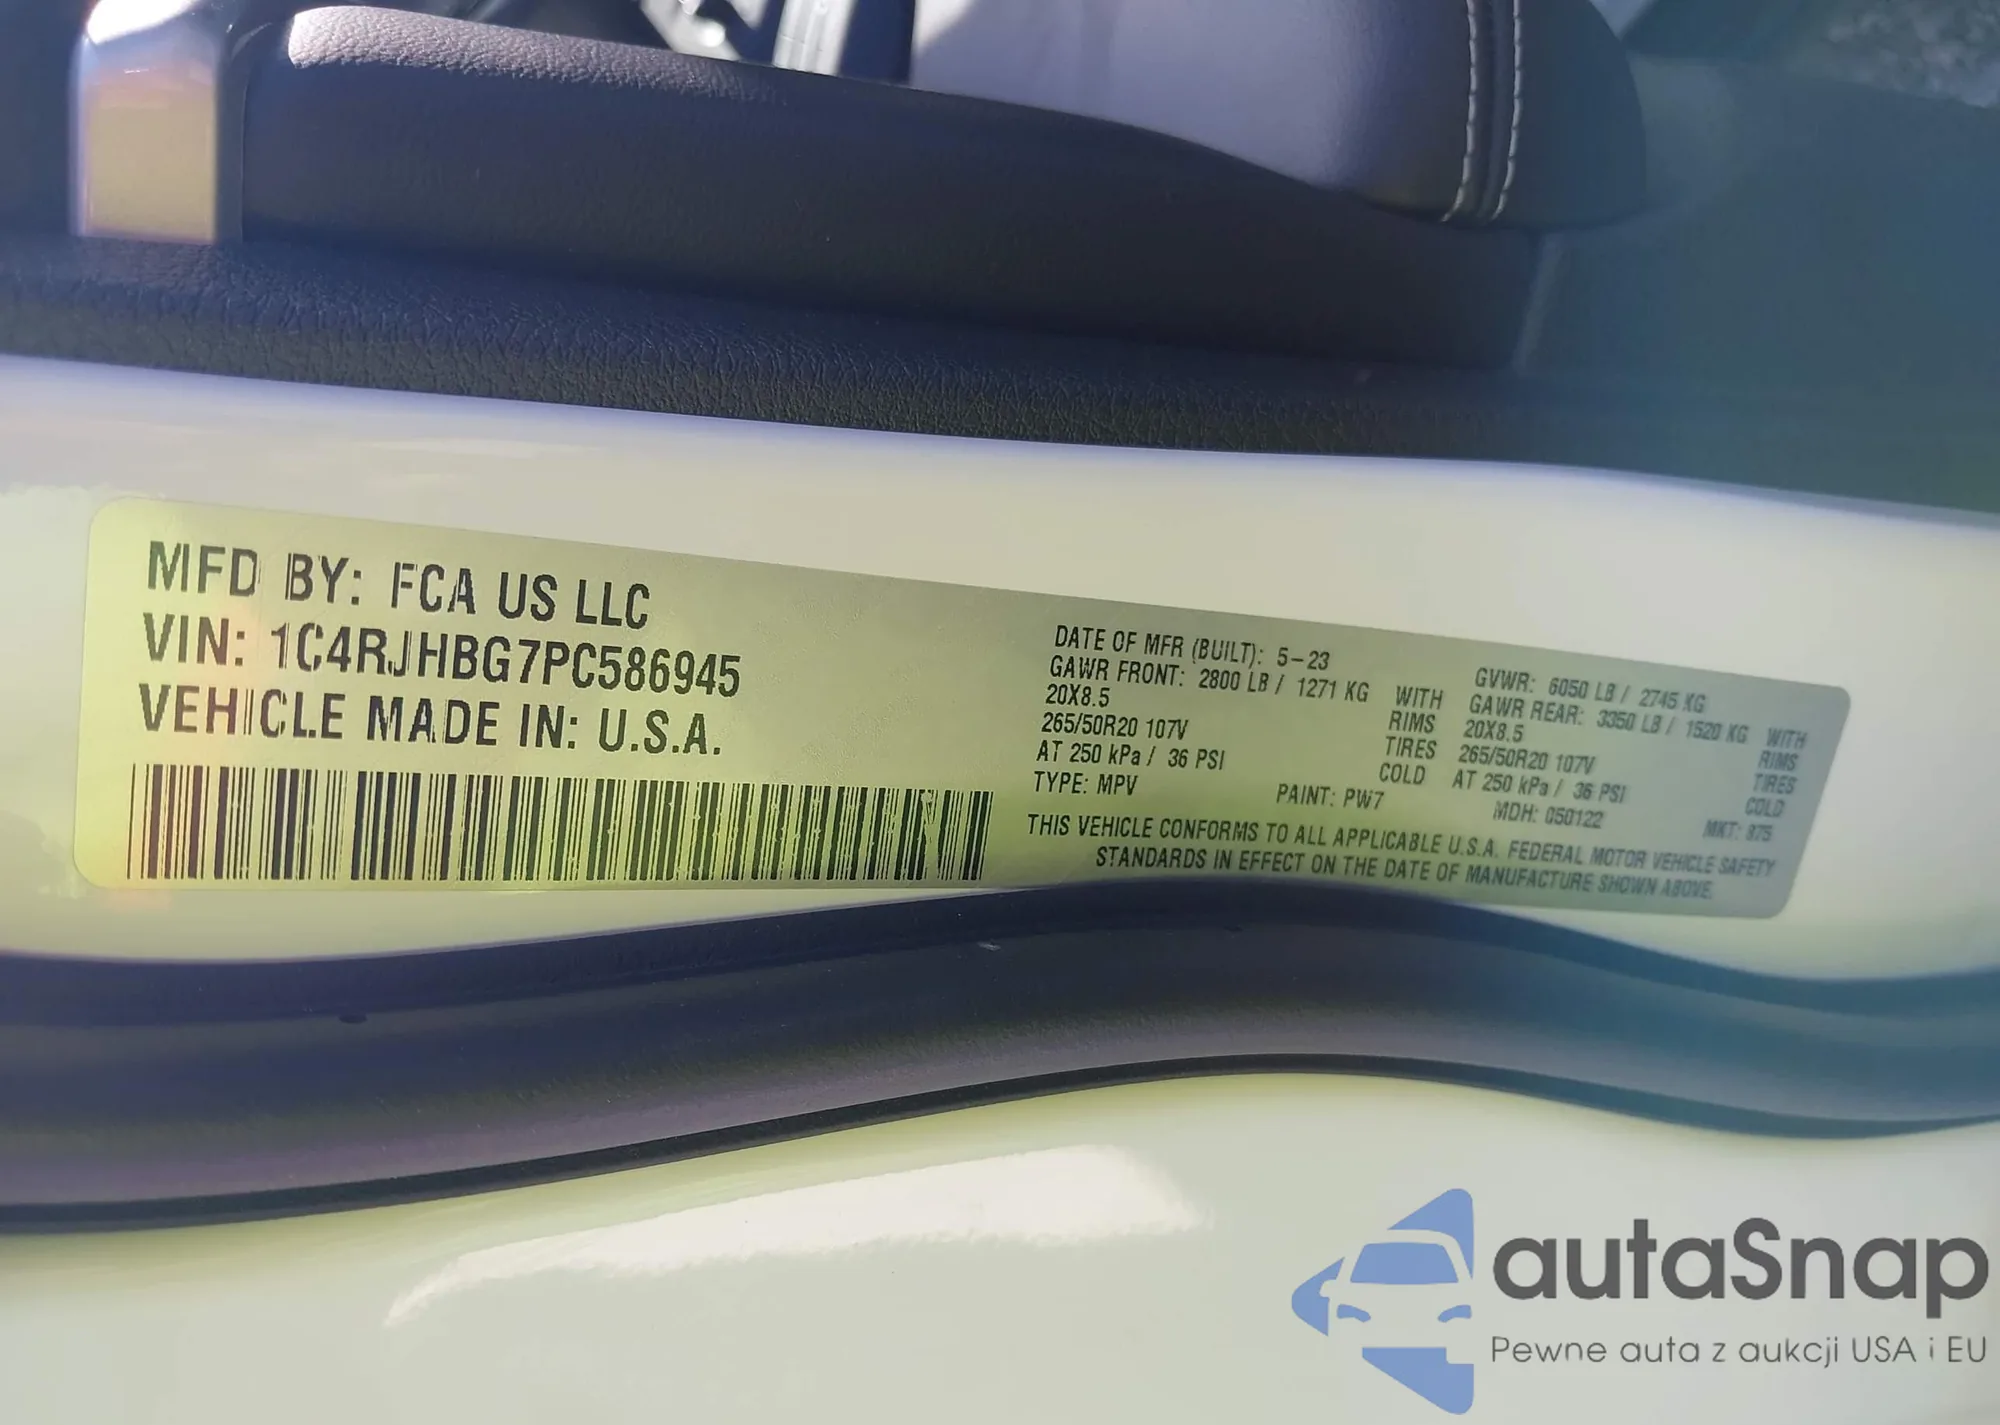 MFD BY: FCA US LLC
VIN: 1C4RJHBG7PC586945
VEHICLE MADE IN: U.S.A.
DATE OF MFR (BUILT): 5-23
GAWR FRONT: 2800 LB / 1271 KG WITH
20X8.5 RIMS
265/50R20 107V TIRES
AT 250 kPa / 36 PSI COLD
TYPE: MPV PAINT: PW7
GVWR: 6050 LB / 2745 KG
GAWR REAR: 3350 LB / 1520 KG WITH
20X8.5 RIMS
265/50R20 107V TIRES
AT 250 kPa / 36 PSI COLD
MDH: 050122 MKT: 875
THIS VEHICLE CONFORMS TO ALL APPLICABLE U.S.A. FEDERAL MOTOR VEHICLE SAFETY
STANDARDS IN EFFECT ON THE DATE OF MANUFACTURE SHOWN ABOVE.
autaSnap
Pewne auta z aukcji USA i EU